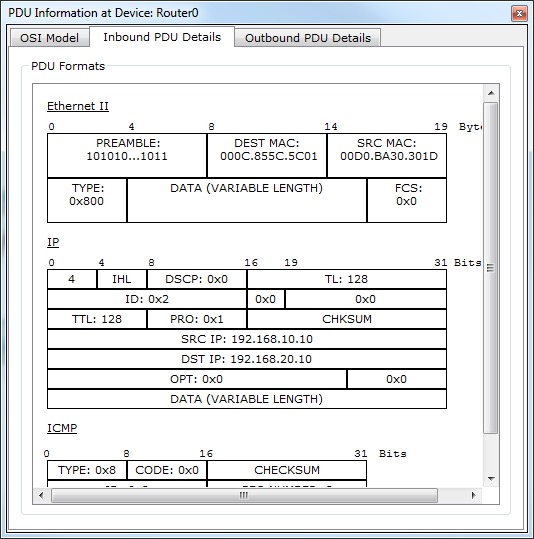 PDU Information at Device: Router0
OSI Model Inbound PDU Details Outbound PDU Details
PDU Formats
Ethernet II
0 4 8 14 19 Byte
PREAMBLE: DEST MAC: SRC MAC:
101010...1011 000C.855C.5C01 00D0.BA30.301D
TYPE: DATA (VARIABLE LENGTH) FCS:
0x800 0x0
IP
0 4 8 16 19 31 Bits
4 IHL DSCP: 0x0 TL: 128
ID: 0x2 0x0 0x0
TTL: 128 PRO: 0x1 CHKSUM
SRC IP: 192.168.10.10
DST IP: 192.168.20.10
OPT: 0x0 0x0
DATA (VARIABLE LENGTH)
ICMP
0 8 16 31 Bits
TYPE: 0x8 CODE: 0x0 CHECKSUM